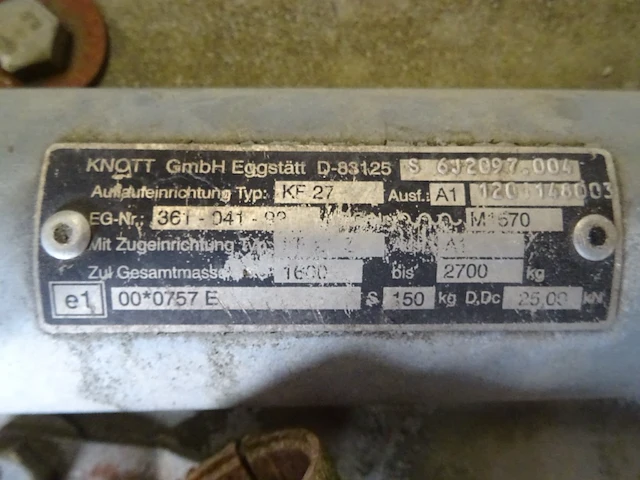 KNOTT GmbH Eggstätt D-83125 S 6J2097.004
Auflaufeinrichtung Typ: KF 27 Ausf. A1
EG-Nr.: 361-041- M1570
Mit Zugeinrichtung Typ A1
Zul Gesamtmasse 1600 bis 2700 kg
e1 00*0757 E S 150 kg D,Dc 25,00 kN